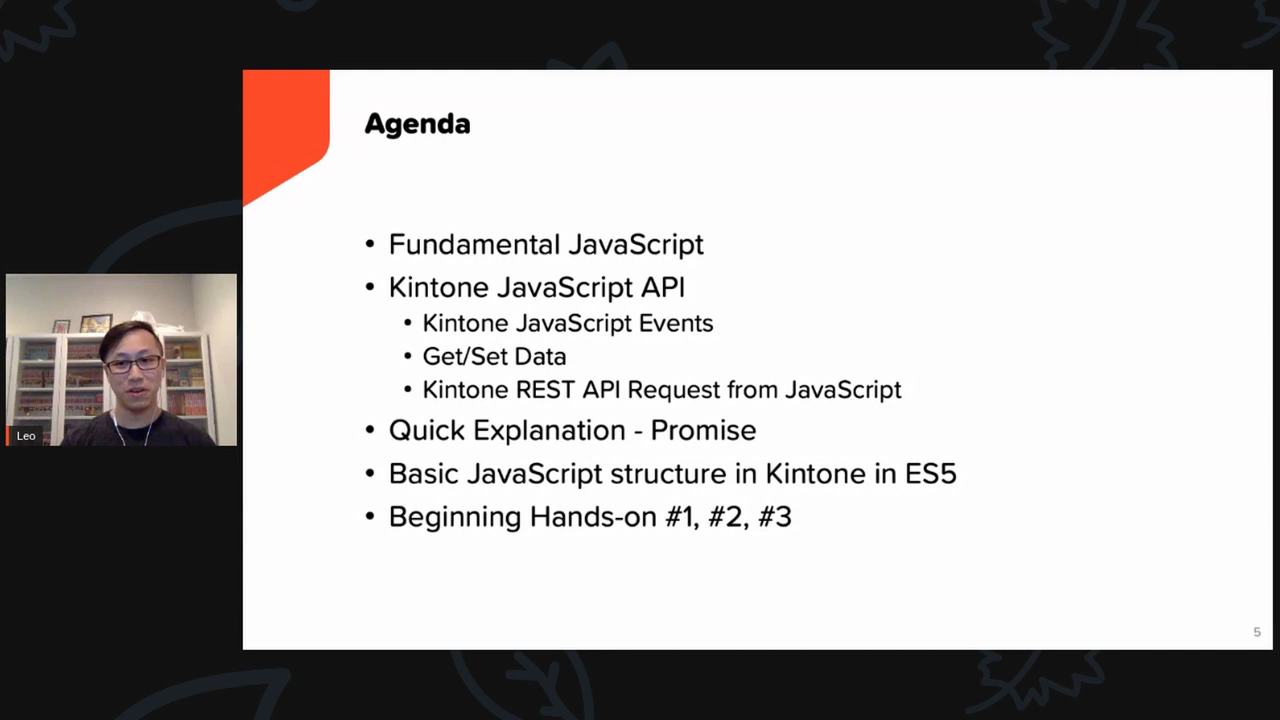 Agenda
• Fundamental JavaScript
• Kintone JavaScript API
• Kintone JavaScript Events
• Get/Set Data
• Kintone REST API Request from JavaScript
• Quick Explanation - Promise
• Basic JavaScript structure in Kintone in ES5
• Beginning Hands-on #1, #2, #3
Leo
5